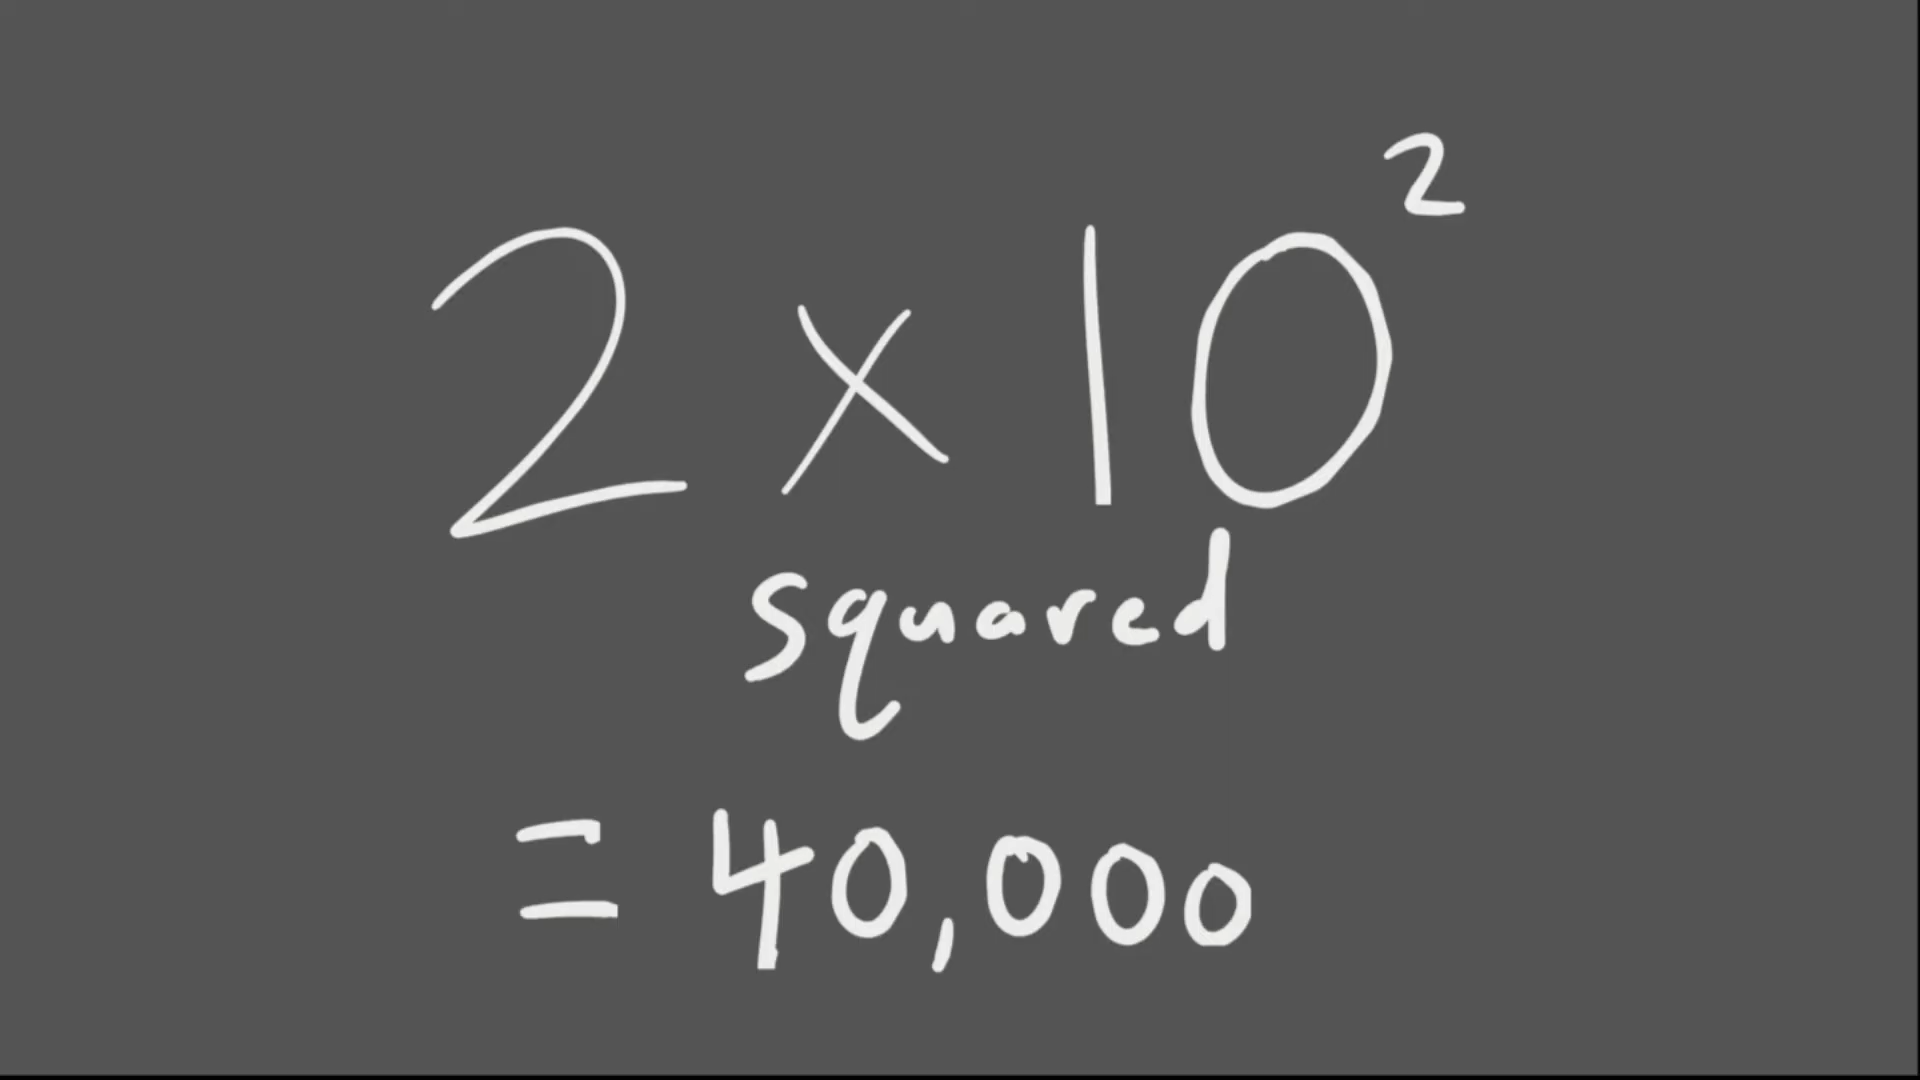 2 x 10²
squared
= 40,000